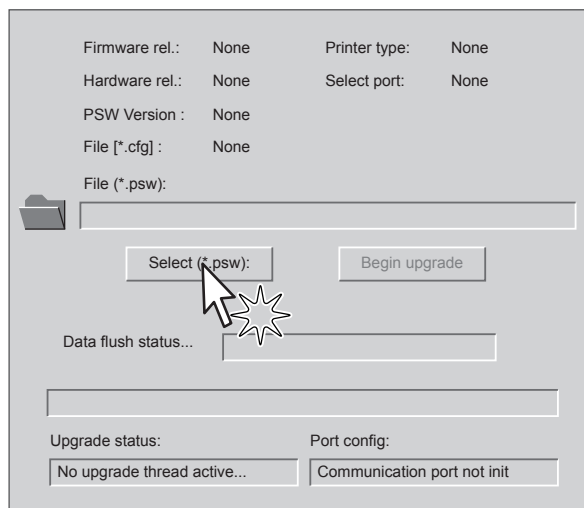 Firmware rel.: None Printer type: None
Hardware rel.: None Select port: None
PSW Version : None
File [*.cfg] : None
File (*.psw):
Select (*.psw): Begin upgrade
Data flush status...
Upgrade status: Port config:
No upgrade thread active... Communication port not init